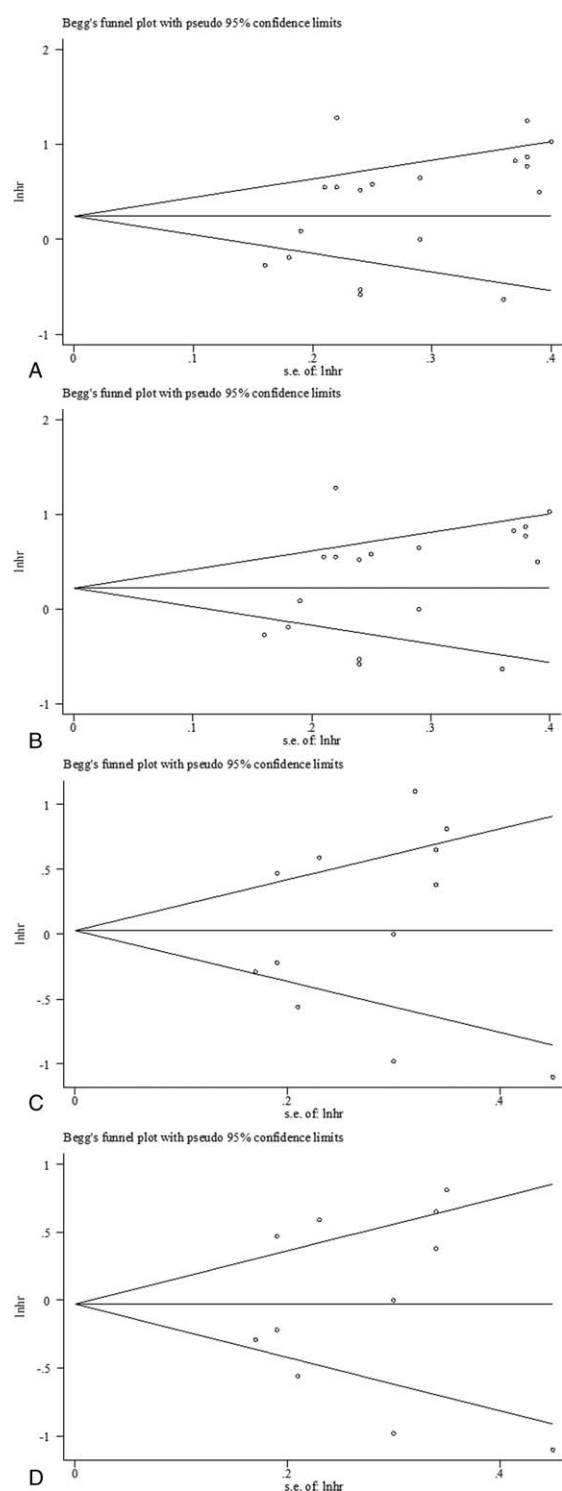 Begg's funnel plot with pseudo 95% confidence limits
2
1
0
-1
lnhr
0
.1
.2
.3
.4
s.e. of: lnhr
A
Begg's funnel plot with pseudo 95% confidence limits
2
1
0
-1
lnhr
0
.1
.2
.3
.4
s.e. of: lnhr
B
Begg's funnel plot with pseudo 95% confidence limits
1
.5
0
-.5
-1
lnhr
0
.2
.4
s.e. of: lnhr
C
Begg's funnel plot with pseudo 95% confidence limits
1
.5
0
-.5
-1
lnhr
0
.2
.4
s.e. of: lnhr
D